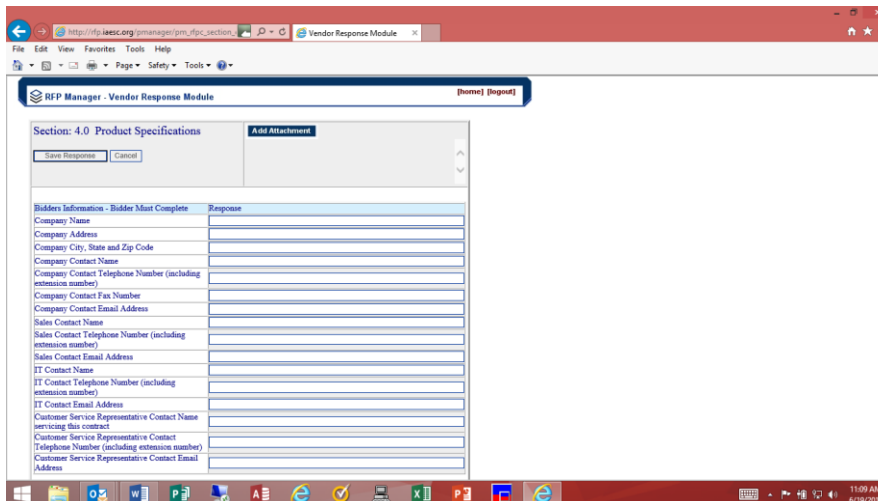 http://rfp.iaesc.org/pmanager/pm_rfpc_section_
Vendor Response Module
File Edit View Favorites Tools Help
Page Safety Tools
RFP Manager - Vendor Response Module
[home] [logout]
Section: 4.0 Product Specifications
Add Attachment
Save Response Cancel
Bidders Information - Bidder Must Complete Response
Company Name
Company Address
Company City, State and Zip Code
Company Contact Name
Company Contact Telephone Number (including
extension number)
Company Contact Fax Number
Company Contact Email Address
Sales Contact Name
Sales Contact Telephone Number (including
extension number)
Sales Contact Email Address
IT Contact Name
IT Contact Telephone Number (including
extension number)
IT Contact Email Address
Customer Service Representative Contact Name
servicing this contract
Customer Service Representative Contact
Telephone Number (including extension number)
Customer Service Representative Contact Email
Address
11:09 AM